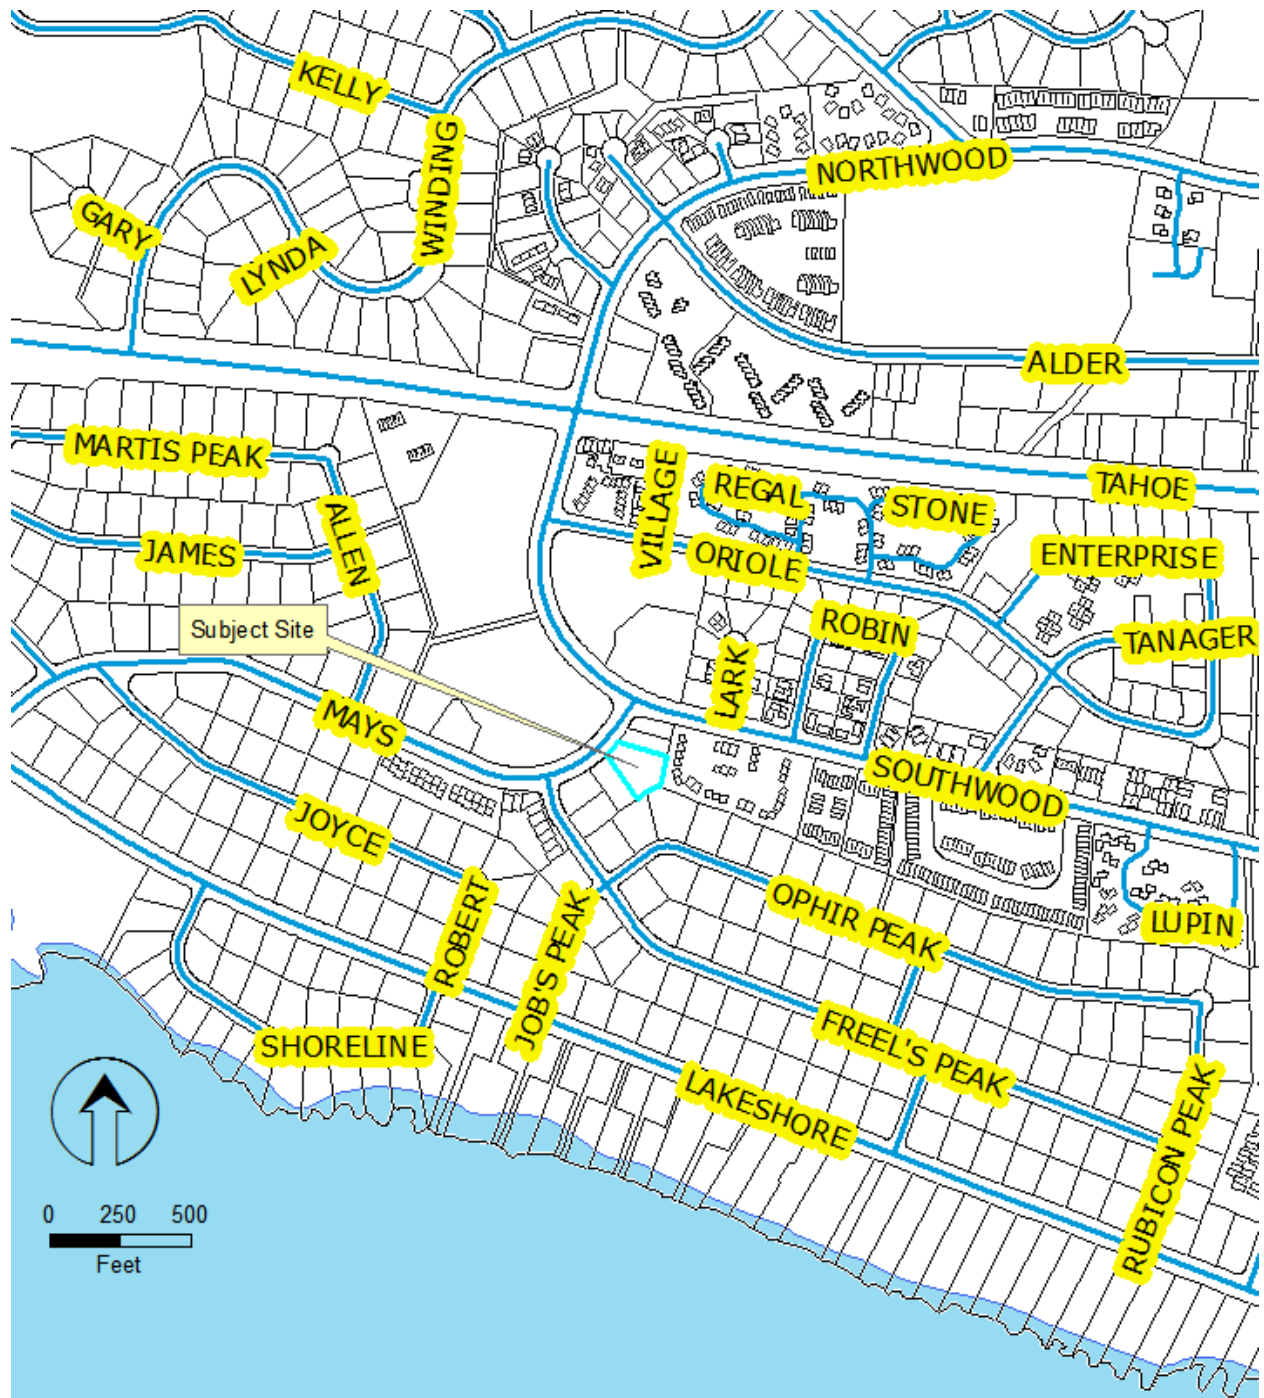 KELLY
WINDING
NORTHWOOD
GARY
LYNDA
ALDER
MARTIS PEAK
VILLAGE
REGAL
STONE
TAHOE
ALLEN
JAMES
ORIOLE
ENTERPRISE
Subject Site
ROBIN
TANAGER
LARK
MAYS
SOUTHWOOD
JOYCE
ROBERT
JOB'S PEAK
OPHIR PEAK
LUPIN
SHORELINE
FREEL'S PEAK
LAKESHORE
RUBICON PEAK
0 250 500
Feet